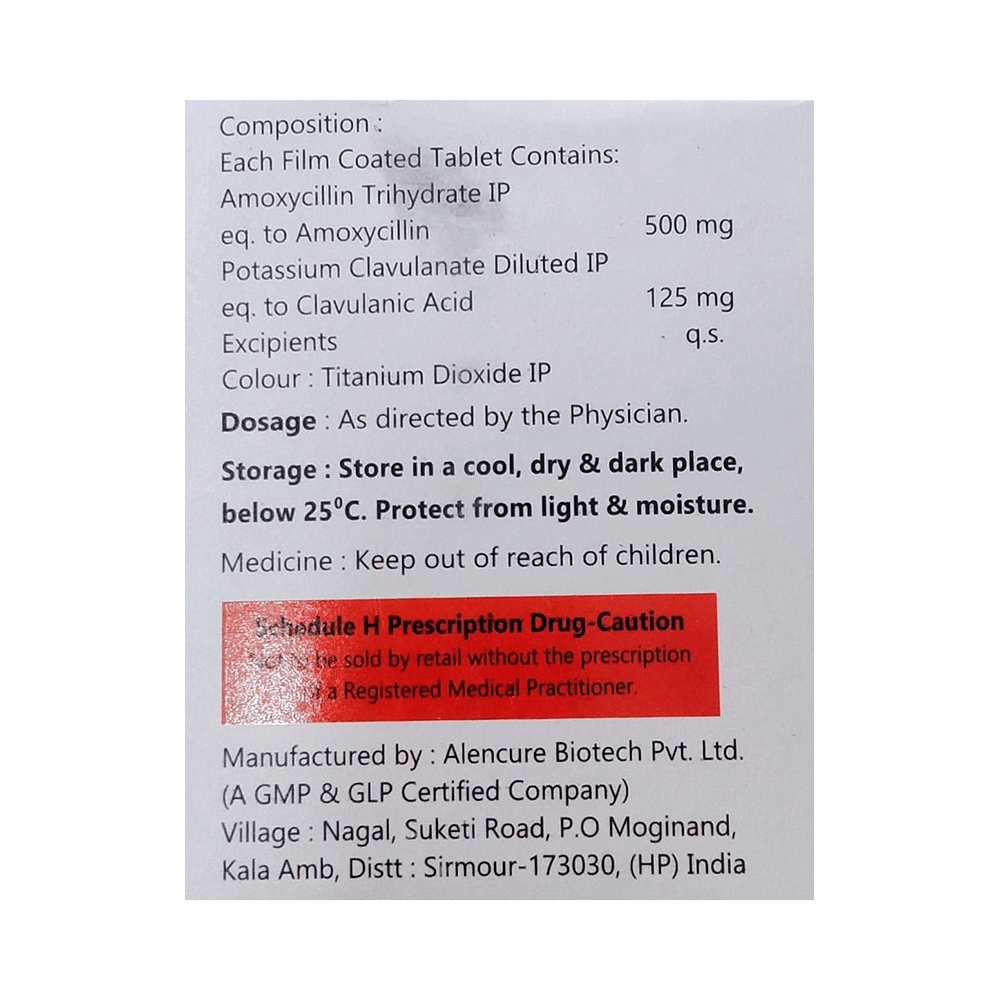 Composition :
Each Film Coated Tablet Contains:
Amoxycillin Trihydrate IP
eq. to Amoxycillin 500 mg
Potassium Clavulanate Diluted IP
eq. to Clavulanic Acid 125 mg
Excipients q.s.
Colour : Titanium Dioxide IP
Dosage : As directed by the Physician.
Storage : Store in a cool, dry & dark place,
below 25⁰C. Protect from light & moisture.
Medicine : Keep out of reach of children.
Schedule H Prescription Drug-Caution
Not to be sold by retail without the prescription
of a Registered Medical Practitioner.
Manufactured by : Alencure Biotech Pvt. Ltd.
(A GMP & GLP Certified Company)
Village : Nagal, Suketi Road, P.O Moginand,
Kala Amb, Distt : Sirmour-173030, (HP) India